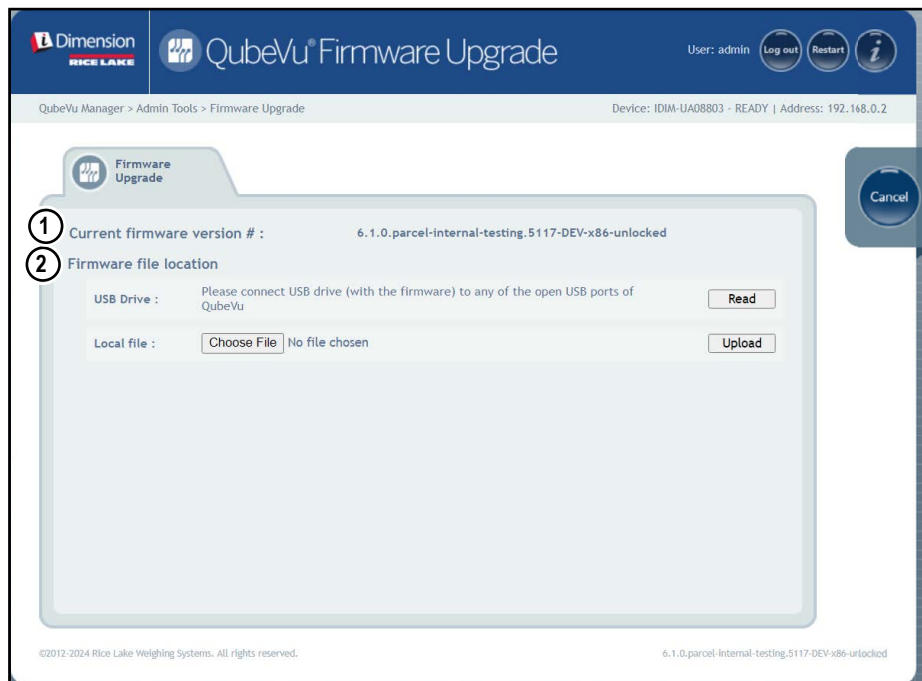 iDimension
RICE LAKE
QubeVu® Firmware Upgrade
User: admin
Log out
Restart
i
QubeVu Manager > Admin Tools > Firmware Upgrade
Device: IDIM-UA08803 - READY | Address: 192.168.0.2
Firmware
Upgrade
Cancel
1
Current firmware version # :
6.1.0.parcel-internal-testing.5117-DEV-x86-unlocked
2
Firmware file location
USB Drive :
Please connect USB drive (with the firmware) to any of the open USB ports of
QubeVu
Read
Local file :
Choose File No file chosen
Upload
©2012-2024 Rice Lake Weighing Systems. All rights reserved.
6.1.0.parcel-internal-testing.5117-DEV-x86-unlocked